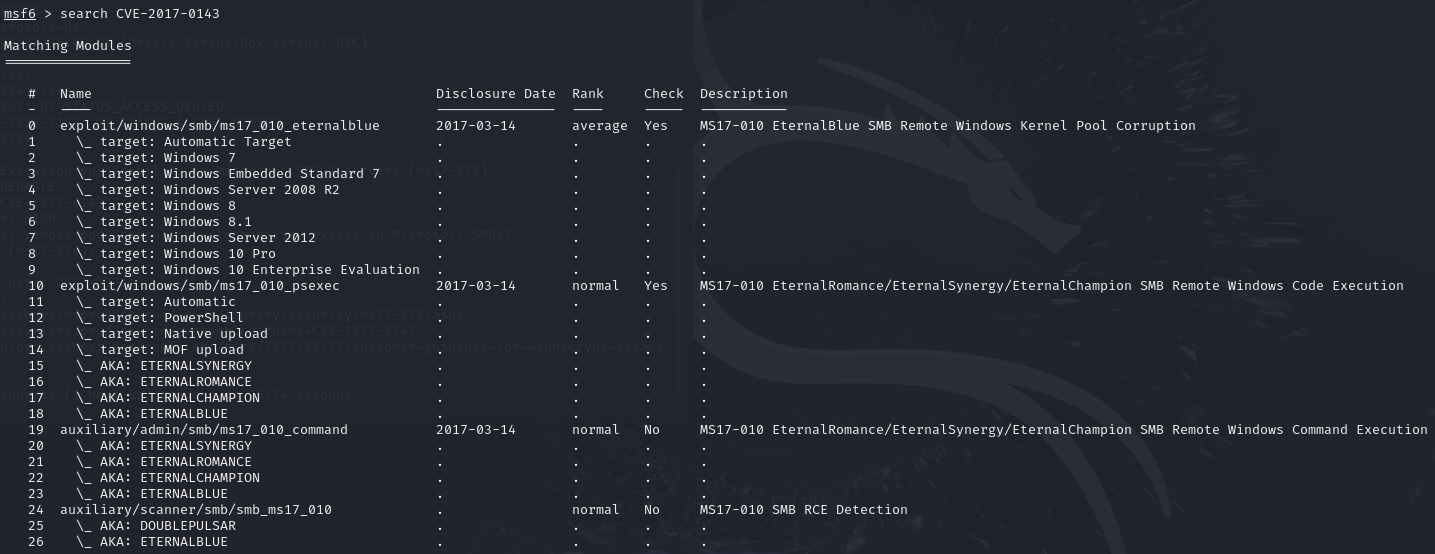 msf6 > search CVE-2017-0143
Matching Modules
================
# Name Disclosure Date Rank Check Description
- ---- --------------- ---- ----- -----------
0 exploit/windows/smb/ms17_010_eternalblue 2017-03-14 average Yes MS17-010 EternalBlue SMB Remote Windows Kernel Pool Corruption
1 \_ target: Automatic Target . . . .
2 \_ target: Windows 7 . . . .
3 \_ target: Windows Embedded Standard 7 . . . .
4 \_ target: Windows Server 2008 R2 . . . .
5 \_ target: Windows 8 . . . .
6 \_ target: Windows 8.1 . . . .
7 \_ target: Windows Server 2012 . . . .
8 \_ target: Windows 10 Pro . . . .
9 \_ target: Windows 10 Enterprise Evaluation . . . .
10 exploit/windows/smb/ms17_010_psexec 2017-03-14 normal Yes MS17-010 EternalRomance/EternalSynergy/EternalChampion SMB Remote Windows Code Execution
11 \_ target: Automatic . . . .
12 \_ target: PowerShell . . . .
13 \_ target: Native upload . . . .
14 \_ target: MOF upload . . . .
15 \_ AKA: ETERNALSYNERGY . . . .
16 \_ AKA: ETERNALROMANCE . . . .
17 \_ AKA: ETERNALCHAMPION . . . .
18 \_ AKA: ETERNALBLUE . . . .
19 auxiliary/admin/smb/ms17_010_command 2017-03-14 normal No MS17-010 EternalRomance/EternalSynergy/EternalChampion SMB Remote Windows Command Execution
20 \_ AKA: ETERNALSYNERGY . . . .
21 \_ AKA: ETERNALROMANCE . . . .
22 \_ AKA: ETERNALCHAMPION . . . .
23 \_ AKA: ETERNALBLUE . . . .
24 auxiliary/scanner/smb/smb_ms17_010 . normal No MS17-010 SMB RCE Detection
25 \_ AKA: DOUBLEPULSAR . . . .
26 \_ AKA: ETERNALBLUE . . . .